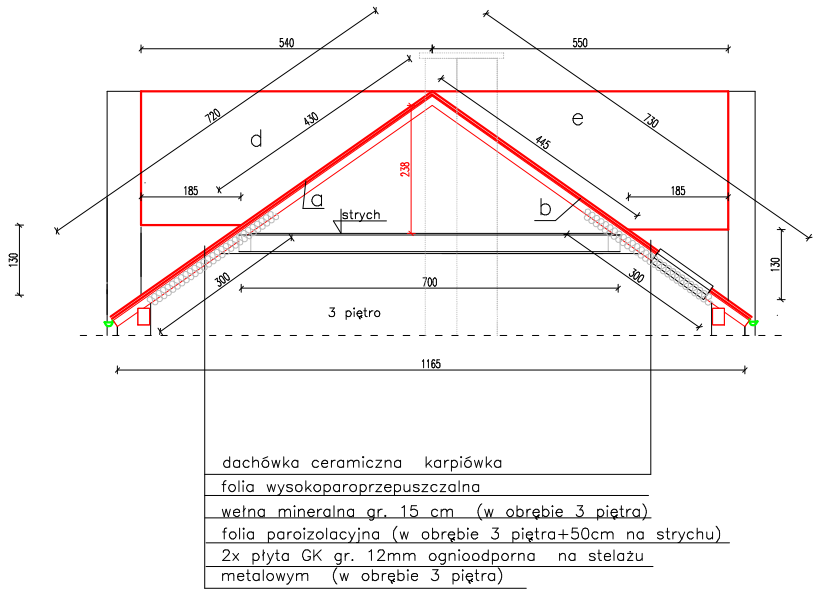 540
550
720
430
d
e
445
730
185
185
238
a
b
strych
130
130
300
300
700
3 piętro
1165
dachówka ceramiczna karpiówka
folia wysokoparoprzepuszczalna
wełna mineralna gr. 15 cm (w obrębie 3 piętra)
folia paroizolacyjna (w obrębie 3 piętra+50cm na strychu)
2x płyta GK gr. 12mm ognioodporna na stelażu
metalowym (w obrębie 3 piętra)